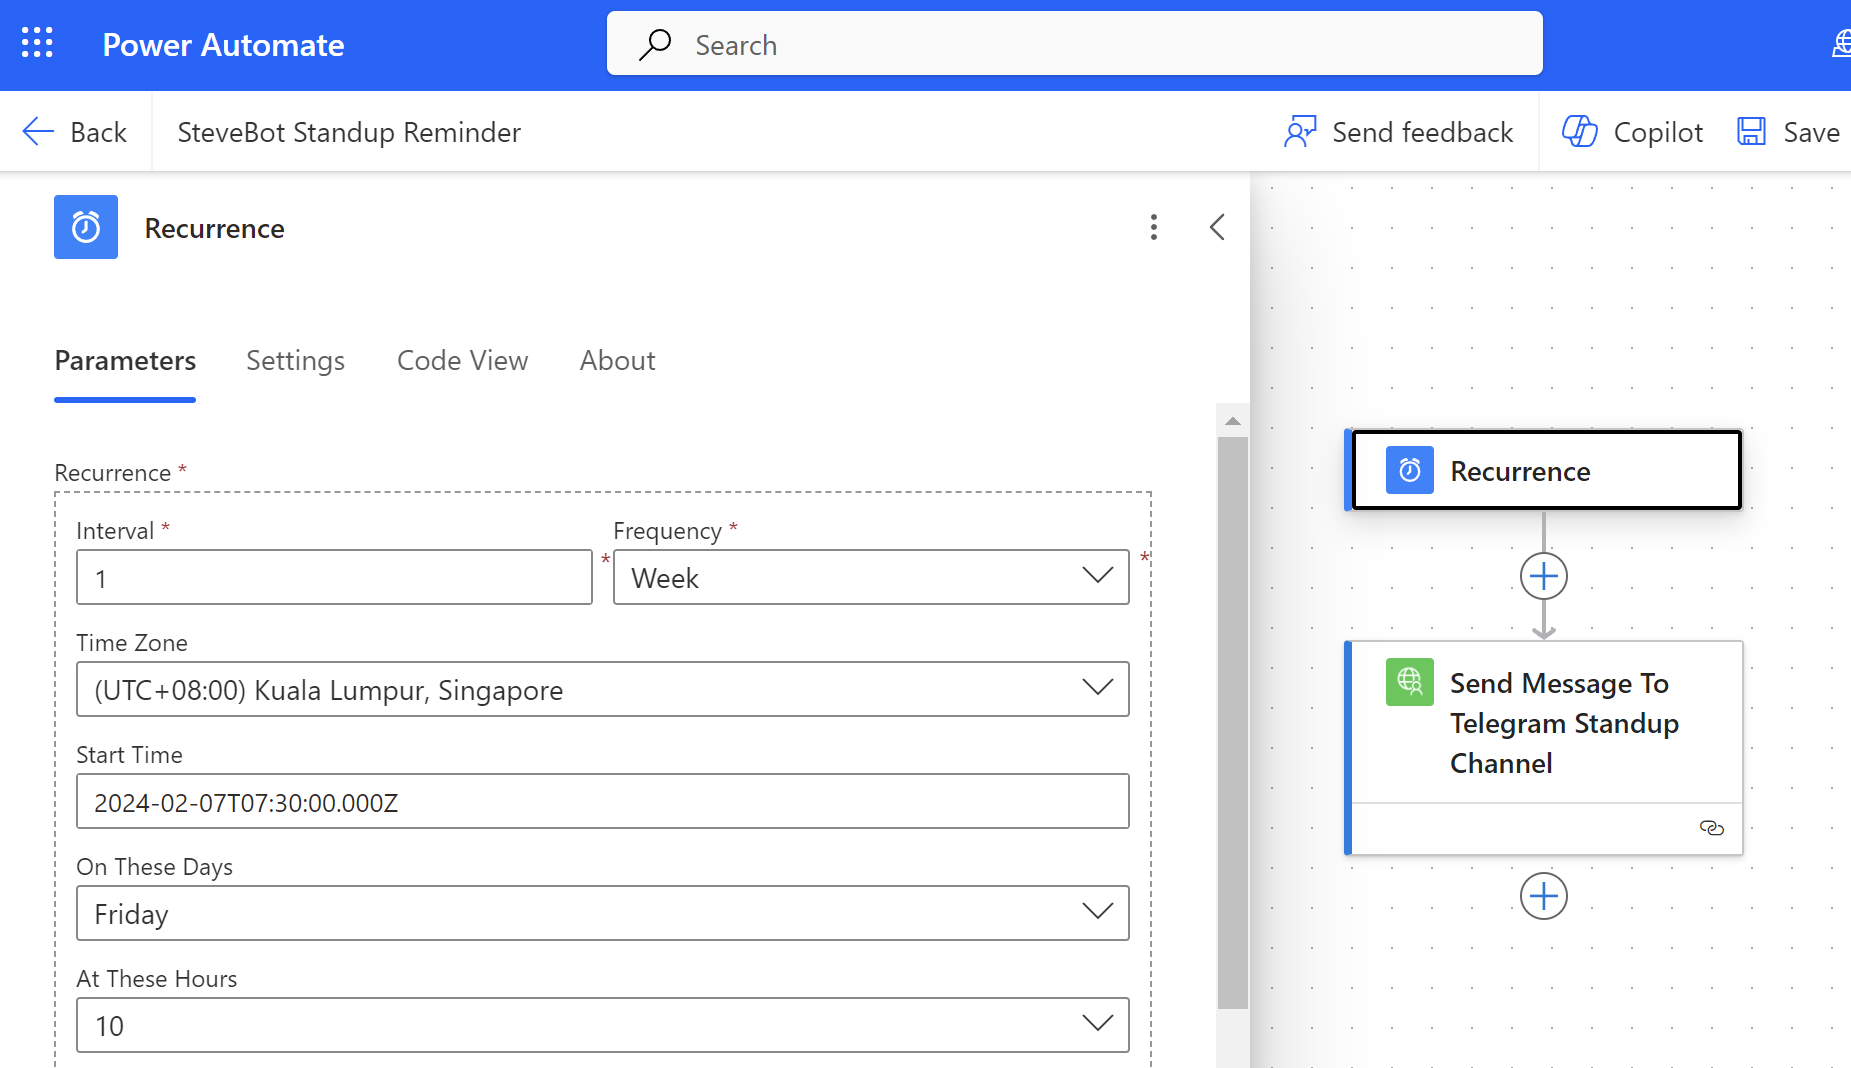 Power Automate
Search
Back
SteveBot Standup Reminder
Send feedback
Copilot
Save
Recurrence
Parameters
Settings
Code View
About
Recurrence *
Interval *
Frequency *
1
*
Week
*
Time Zone
(UTC+08:00) Kuala Lumpur, Singapore
Start Time
2024-02-07T07:30:00.000Z
On These Days
Friday
At These Hours
10
Recurrence
Send Message To
Telegram Standup
Channel